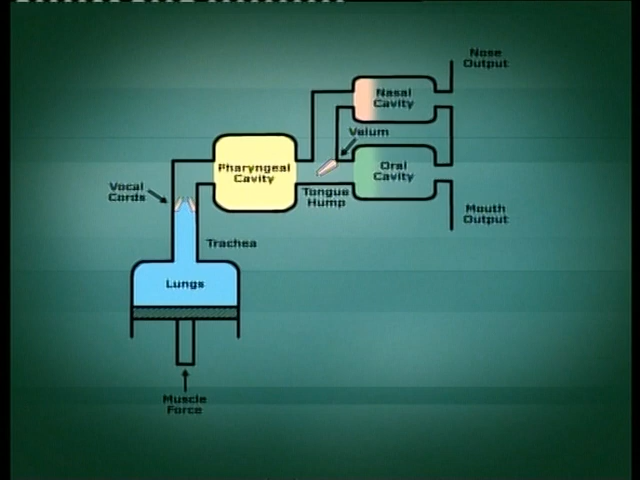 Nose
Output
Nasal
Cavity
Velum
Pharyngeal
Cavity
Oral
Cavity
Vocal
Cords
Tongue
Hump
Mouth
Output
Trachea
Lungs
Muscle
Force